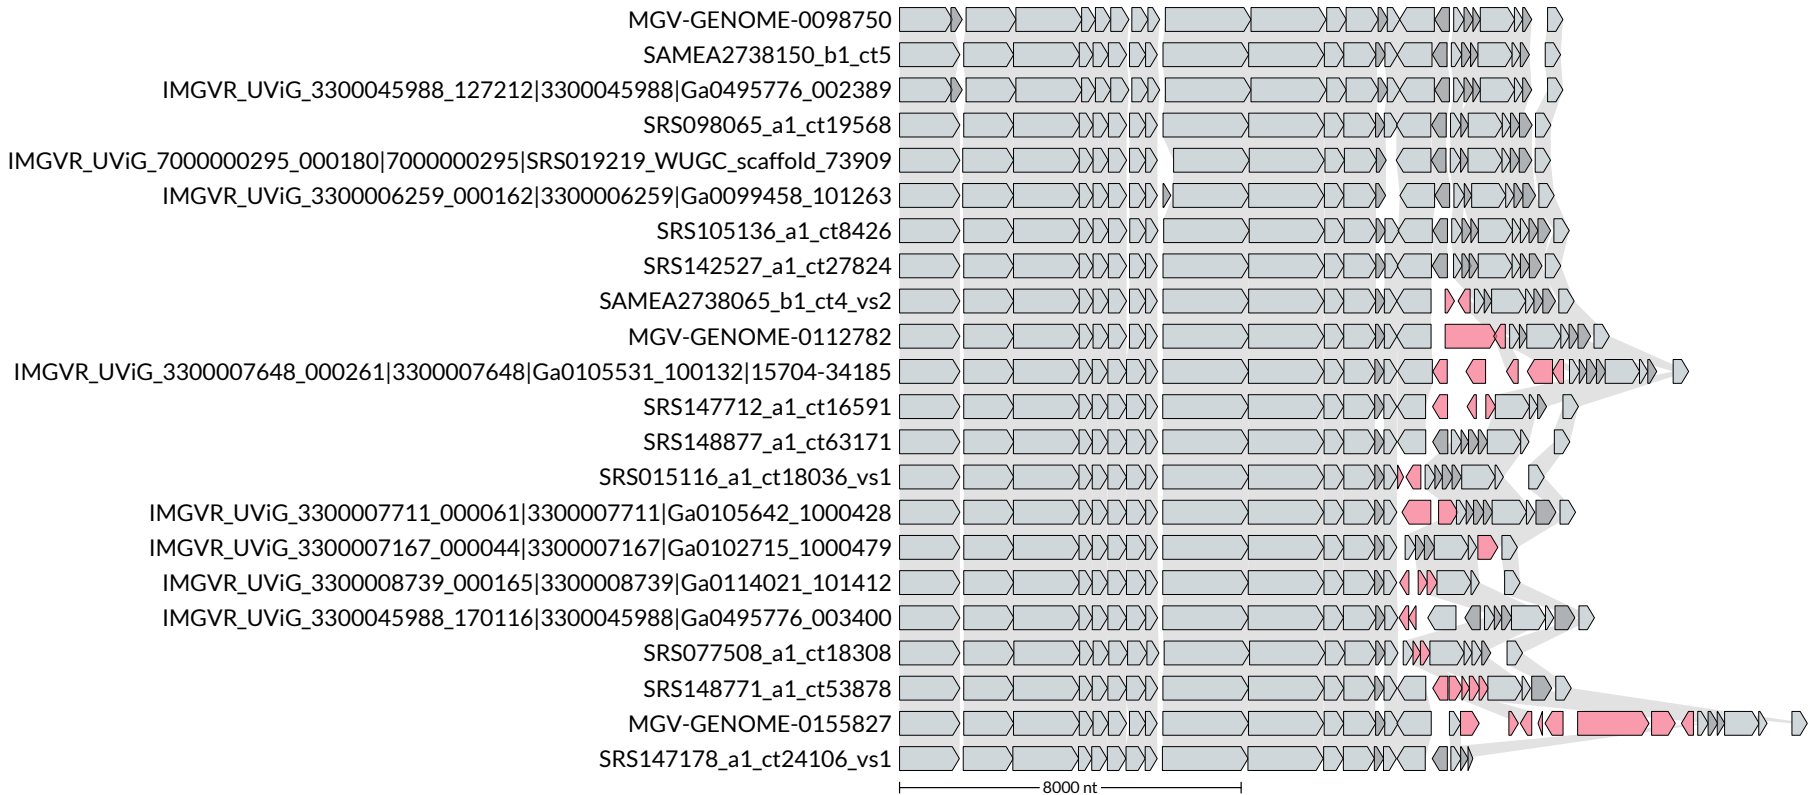 MGV-GENOME-0098750
SAMEA2738150_b1_ct5
IMGVR_UViG_3300045988_127212|3300045988|Ga0495776_002389
SRS098065_a1_ct19568
IMGVR_UViG_7000000295_000180|7000000295|SRS019219_WUGC_scaffold_73909
IMGVR_UViG_3300006259_000162|3300006259|Ga0099458_101263
SRS105136_a1_ct8426
SRS142527_a1_ct27824
SAMEA2738065_b1_ct4_vs2
MGV-GENOME-0112782
IMGVR_UViG_3300007648_000261|3300007648|Ga0105531_100132|15704-34185
SRS147712_a1_ct16591
SRS148877_a1_ct63171
SRS015116_a1_ct18036_vs1
IMGVR_UViG_3300007711_000061|3300007711|Ga0105642_1000428
IMGVR_UViG_3300007167_000044|3300007167|Ga0102715_1000479
IMGVR_UViG_3300008739_000165|3300008739|Ga0114021_101412
IMGVR_UViG_3300045988_170116|3300045988|Ga0495776_003400
SRS077508_a1_ct18308
SRS148771_a1_ct53878
MGV-GENOME-0155827
SRS147178_a1_ct24106_vs1
8000 nt